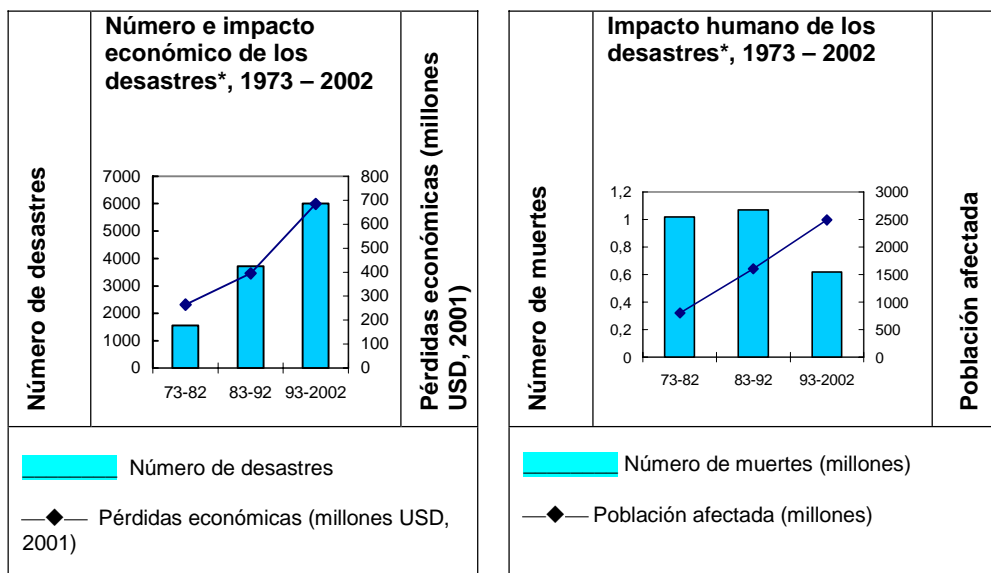 Número e impacto
económico de los
desastres*, 1973 – 2002
Número de desastres
7000
6000
5000
4000
3000
2000
1000
0
800
700
600
500
400
300
200
100
0
73-82 83-92 93-2002
Pérdidas económicas (millones
USD, 2001)
Número de desastres
Pérdidas económicas (millones USD,
2001)
Impacto humano de los
desastres*, 1973 – 2002
Número de muertes
1,2
1
0,8
0,6
0,4
0,2
0
3000
2500
2000
1500
1000
500
0
73-82 83-92 93-2002
Población afectada
Número de muertes (millones)
Población afectada (millones)